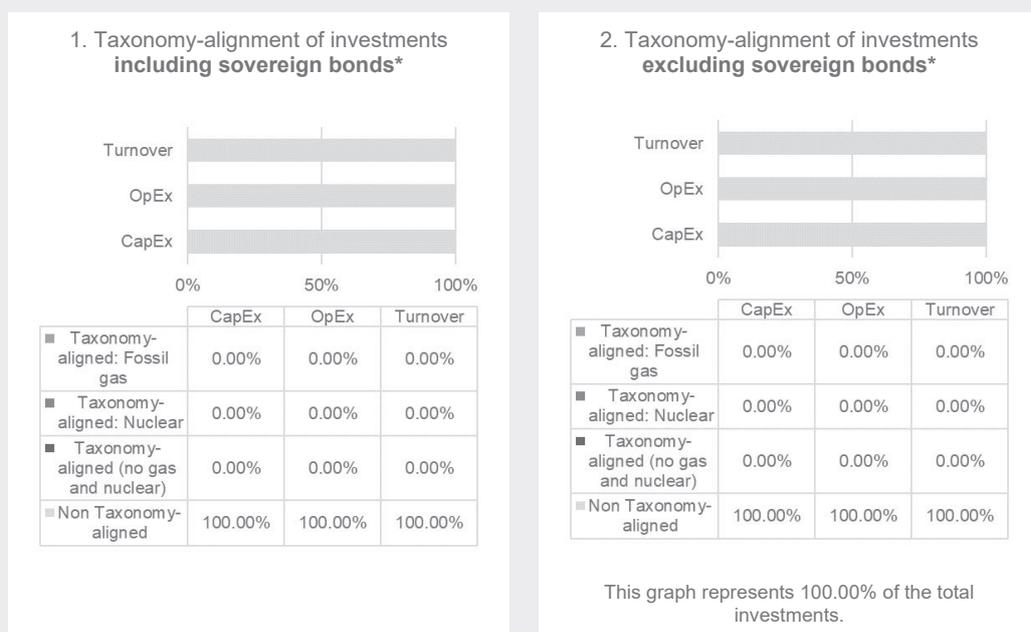 1. Taxonomy-alignment of investments
including sovereign bonds*
Turnover
OpEx
CapEx
0% 50% 100%
CapEx OpEx Turnover
Taxonomy-
aligned: Fossil
gas
0.00% 0.00% 0.00%
Taxonomy-
aligned: Nuclear
0.00% 0.00% 0.00%
Taxonomy-
aligned (no gas
and nuclear)
0.00% 0.00% 0.00%
Non Taxonomy-
aligned
100.00% 100.00% 100.00%
2. Taxonomy-alignment of investments
excluding sovereign bonds*
Turnover
OpEx
CapEx
0% 50% 100%
CapEx OpEx Turnover
Taxonomy-
aligned: Fossil
gas
0.00% 0.00% 0.00%
Taxonomy-
aligned: Nuclear
0.00% 0.00% 0.00%
Taxonomy-
aligned (no gas
and nuclear)
0.00% 0.00% 0.00%
Non Taxonomy-
aligned
100.00% 100.00% 100.00%
This graph represents 100.00% of the total
investments.